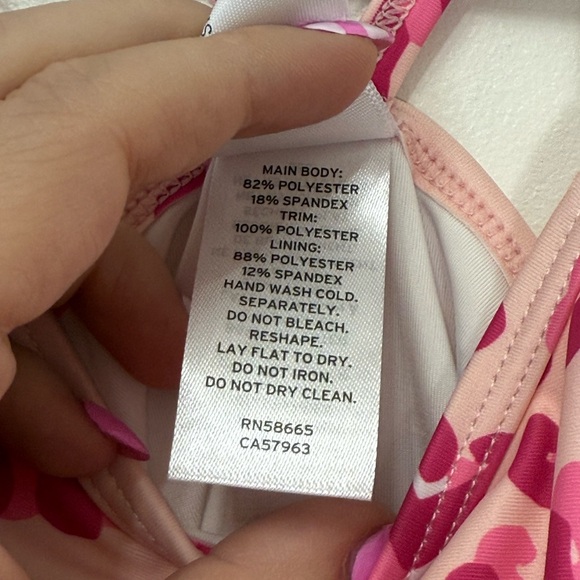 MAIN BODY:
82% POLYESTER
18% SPANDEX
TRIM:
100% POLYESTER
LINING:
88% POLYESTER
12% SPANDEX
HAND WASH COLD.
SEPARATELY.
DO NOT BLEACH.
RESHAPE.
LAY FLAT TO DRY.
DO NOT IRON.
DO NOT DRY CLEAN.
RN58665
CA57963